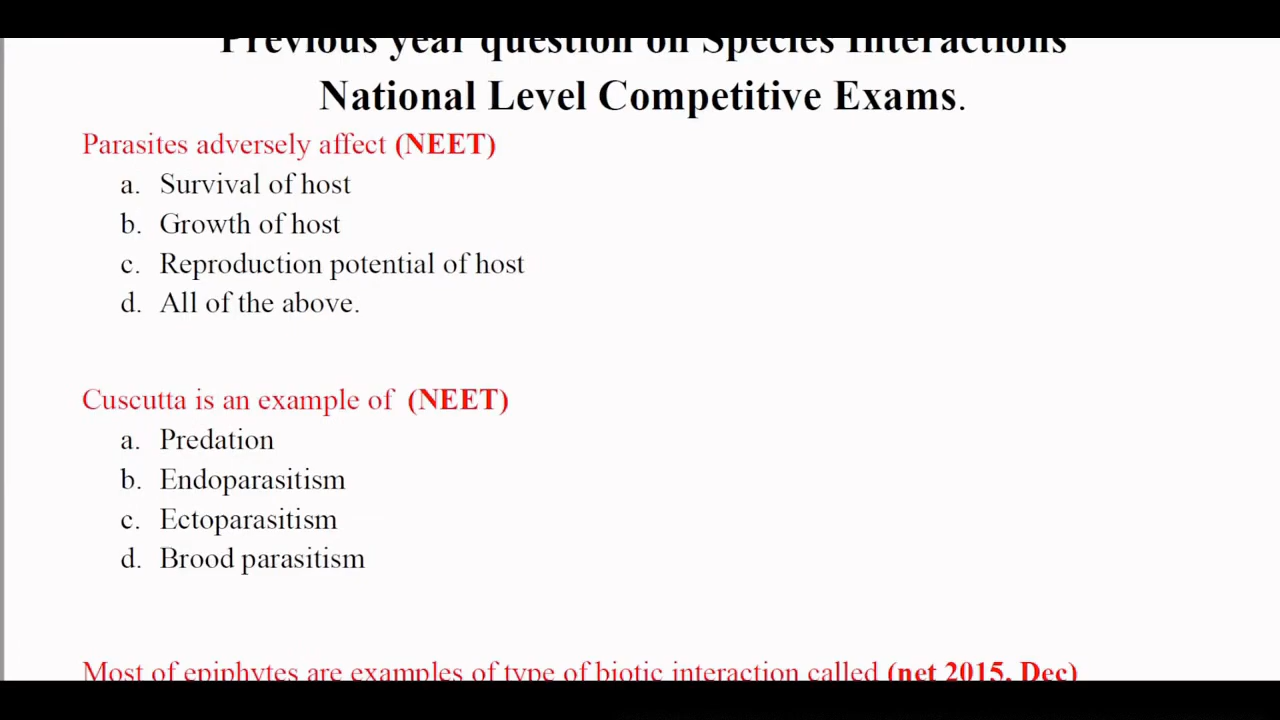 Previous year question on Species Interactions
National Level Competitive Exams.
Parasites adversely affect (NEET)
a. Survival of host
b. Growth of host
c. Reproduction potential of host
d. All of the above.
Cuscutta is an example of (NEET)
a. Predation
b. Endoparasitism
c. Ectoparasitism
d. Brood parasitism
Most of epiphytes are examples of type of biotic interaction called (net 2015, Dec)